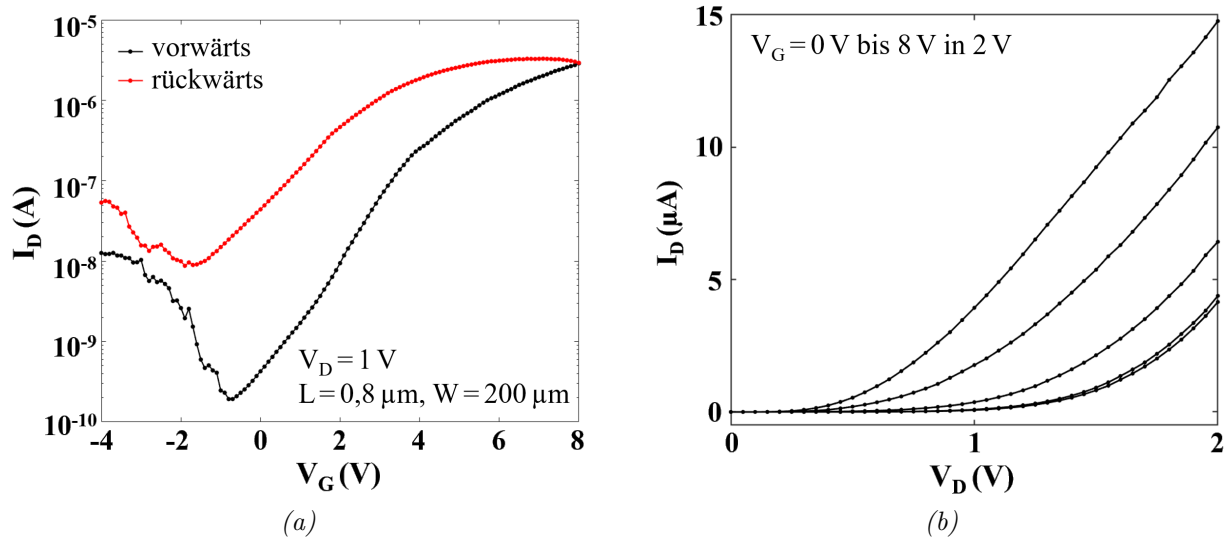 10-5
10-6
10-7
10-8
10-9
10-10
I_D (A)
vorwärts
rückwärts
V_D = 1 V
L = 0,8 µm, W = 200 µm
-4 -2 0 2 4 6 8
V_G (V)
(a)
15
10
5
0
I_D (µA)
V_G = 0 V bis 8 V in 2 V
0 1 2
V_D (V)
(b)